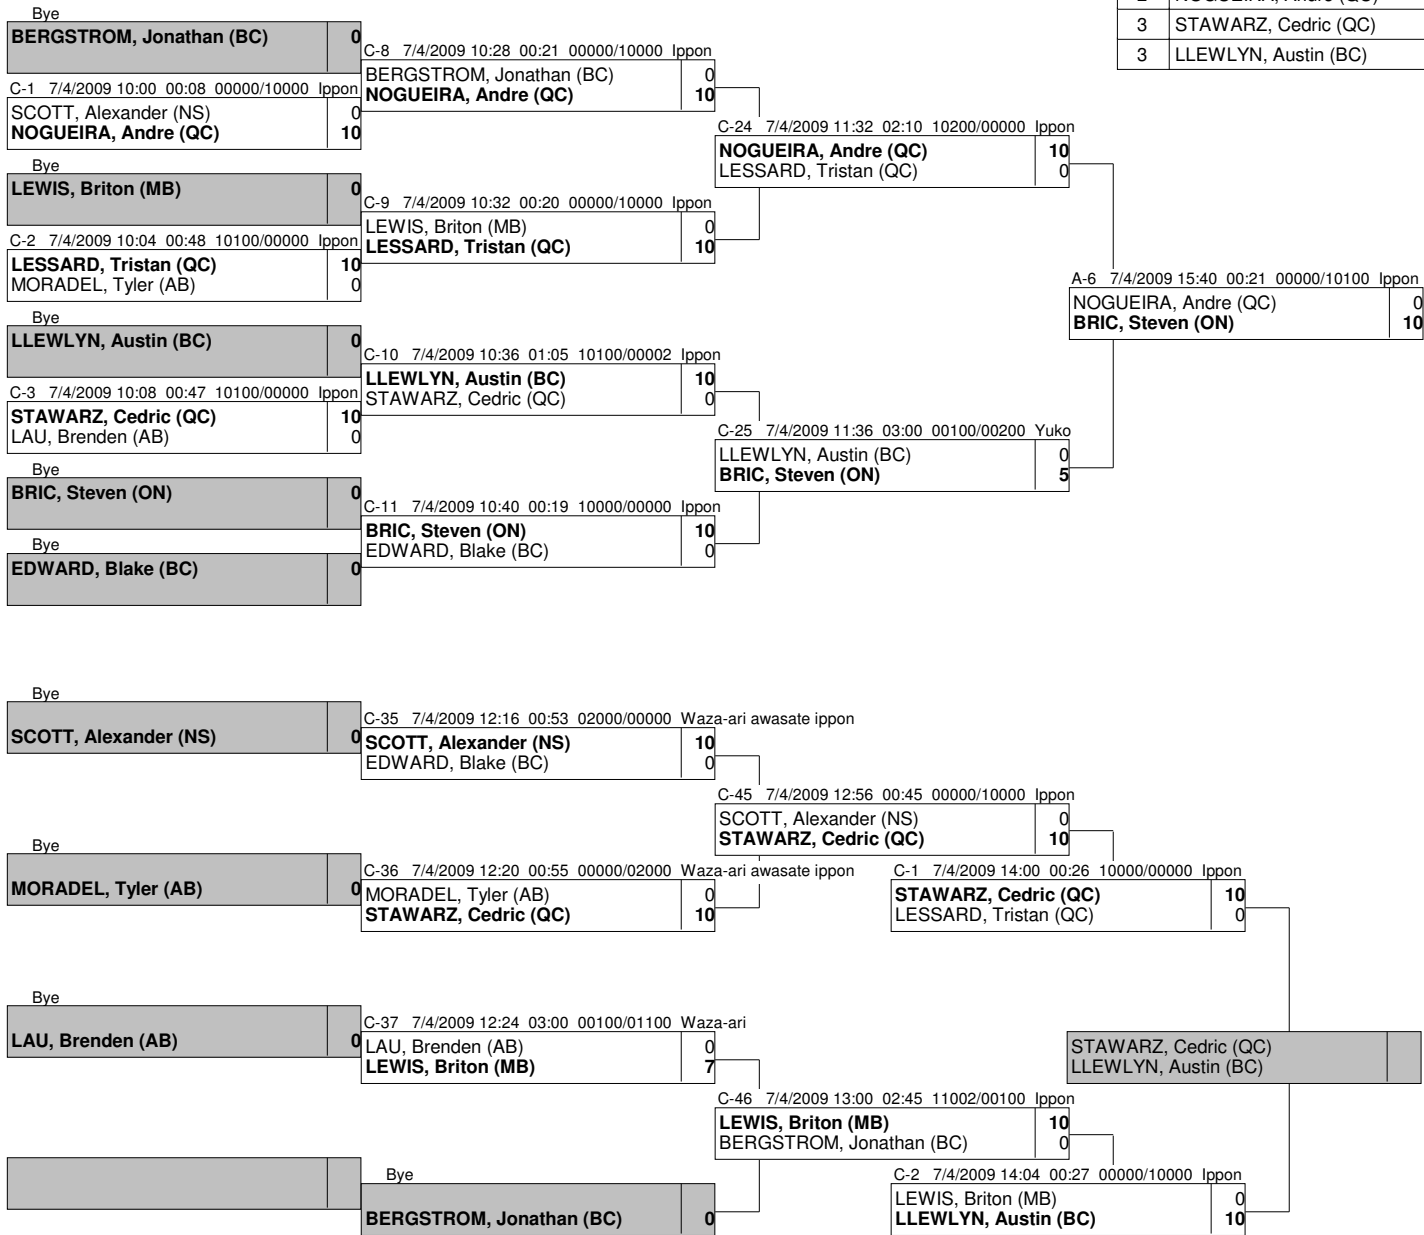 2 NOGUEIRA, Andre (QC)
3 STAWARZ, Cedric (QC)
3 LLEWLYN, Austin (BC)
Bye
BERGSTROM, Jonathan (BC) 0
C-1 7/4/2009 10:00 00:08 00000/10000 Ippon
SCOTT, Alexander (NS) 0
NOGUEIRA, Andre (QC) 10
Bye
LEWIS, Briton (MB) 0
C-2 7/4/2009 10:04 00:48 10100/00000 Ippon
LESSARD, Tristan (QC) 10
MORADEL, Tyler (AB) 0
Bye
LLEWLYN, Austin (BC) 0
C-3 7/4/2009 10:08 00:47 10100/00000 Ippon
STAWARZ, Cedric (QC) 10
LAU, Brenden (AB) 0
Bye
BRIC, Steven (ON) 0
Bye
EDWARD, Blake (BC) 0
C-8 7/4/2009 10:28 00:21 00000/10000 Ippon
BERGSTROM, Jonathan (BC) 0
NOGUEIRA, Andre (QC) 10
C-9 7/4/2009 10:32 00:20 00000/10000 Ippon
LEWIS, Briton (MB) 0
LESSARD, Tristan (QC) 10
C-10 7/4/2009 10:36 01:05 10100/00002 Ippon
LLEWLYN, Austin (BC) 10
STAWARZ, Cedric (QC) 0
C-11 7/4/2009 10:40 00:19 10000/00000 Ippon
BRIC, Steven (ON) 10
EDWARD, Blake (BC) 0
C-24 7/4/2009 11:32 02:10 10200/00000 Ippon
NOGUEIRA, Andre (QC) 10
LESSARD, Tristan (QC) 0
C-25 7/4/2009 11:36 03:00 00100/00200 Yuko
LLEWLYN, Austin (BC) 0
BRIC, Steven (ON) 5
A-6 7/4/2009 15:40 00:21 00000/10100 Ippon
NOGUEIRA, Andre (QC) 0
BRIC, Steven (ON) 10
Bye
SCOTT, Alexander (NS) 0
Bye
MORADEL, Tyler (AB) 0
Bye
LAU, Brenden (AB) 0
C-35 7/4/2009 12:16 00:53 02000/00000 Waza-ari awasate ippon
SCOTT, Alexander (NS) 10
EDWARD, Blake (BC) 0
C-36 7/4/2009 12:20 00:55 00000/02000 Waza-ari awasate ippon
MORADEL, Tyler (AB) 0
STAWARZ, Cedric (QC) 10
C-37 7/4/2009 12:24 03:00 00100/01100 Waza-ari
LAU, Brenden (AB) 0
LEWIS, Briton (MB) 7
Bye
BERGSTROM, Jonathan (BC) 0
C-45 7/4/2009 12:56 00:45 00000/10000 Ippon
SCOTT, Alexander (NS) 0
STAWARZ, Cedric (QC) 10
C-46 7/4/2009 13:00 02:45 11002/00100 Ippon
LEWIS, Briton (MB) 10
BERGSTROM, Jonathan (BC) 0
C-1 7/4/2009 14:00 00:26 10000/00000 Ippon
STAWARZ, Cedric (QC) 10
LESSARD, Tristan (QC) 0
C-2 7/4/2009 14:04 00:27 00000/10000 Ippon
LEWIS, Briton (MB) 0
LLEWLYN, Austin (BC) 10
STAWARZ, Cedric (QC)
LLEWLYN, Austin (BC)